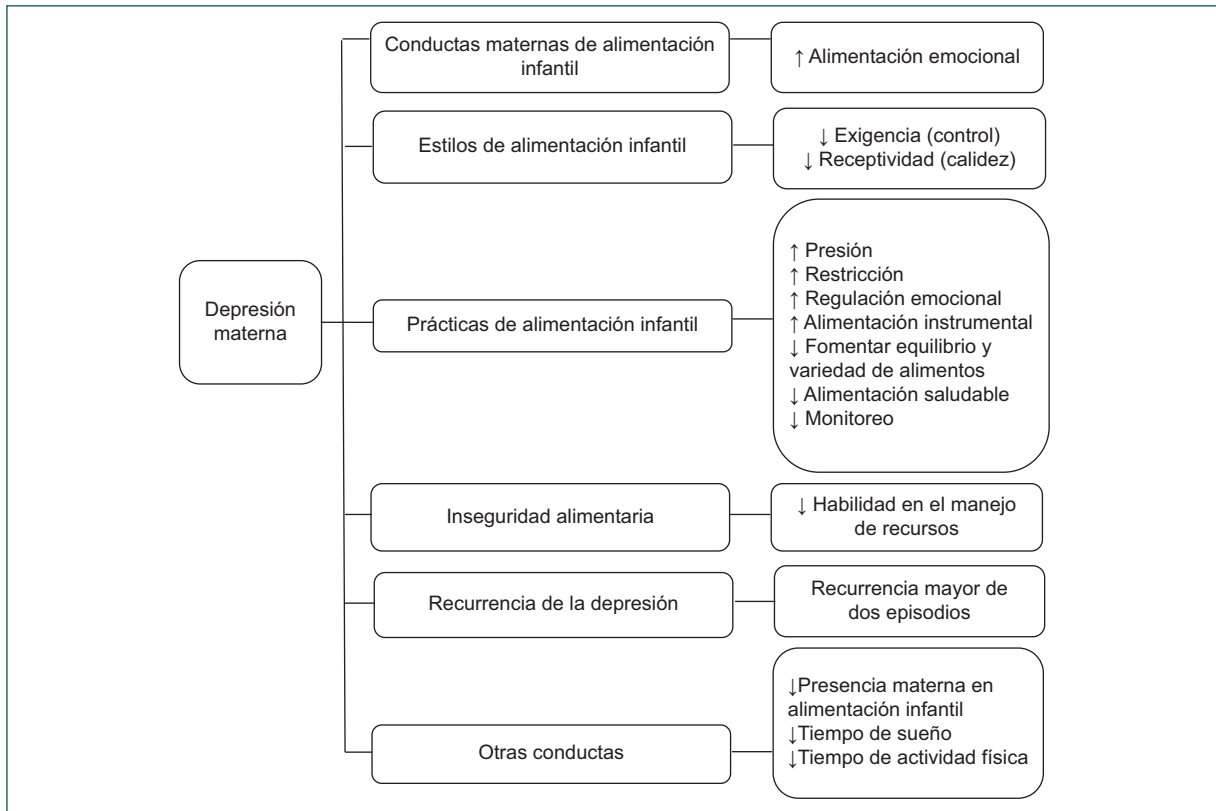 Conductas maternas de alimentación
infantil
↑ Alimentación emocional
Estilos de alimentación infantil
↓ Exigencia (control)
↓ Receptividad (calidez)
Depresión
materna
Prácticas de alimentación infantil
↑ Presión
↑ Restricción
↑ Regulación emocional
↑ Alimentación instrumental
↓ Fomentar equilibrio y
variedad de alimentos
↓ Alimentación saludable
↓ Monitoreo
Inseguridad alimentaria
↓ Habilidad en el manejo
de recursos
Recurrencia de la depresión
Recurrencia mayor de
dos episodios
Otras conductas
↓Presencia materna en
alimentación infantil
↓Tiempo de sueño
↓Tiempo de actividad física